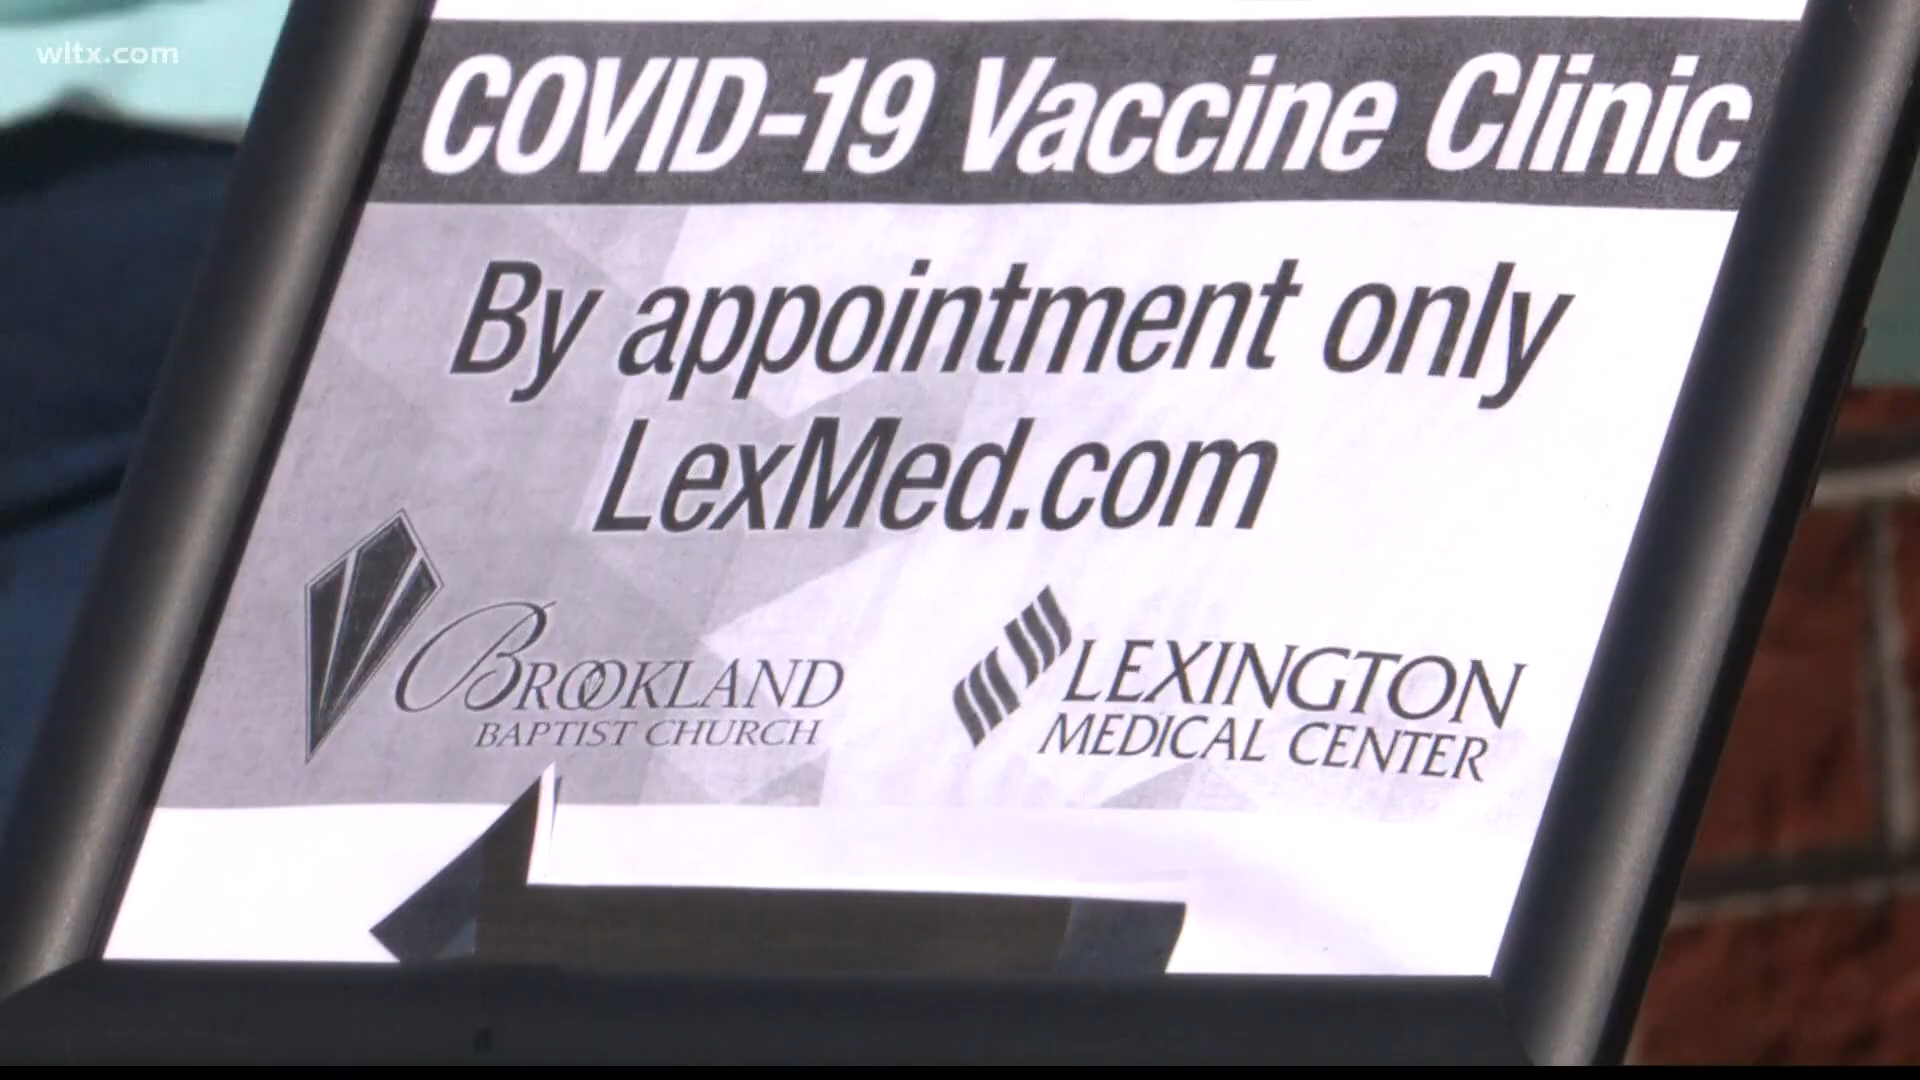 wltx.com
COVID-19 Vaccine Clinic
By appointment only
LexMed.com
BROOKLAND
BAPTIST CHURCH
LEXINGTON
MEDICAL CENTER